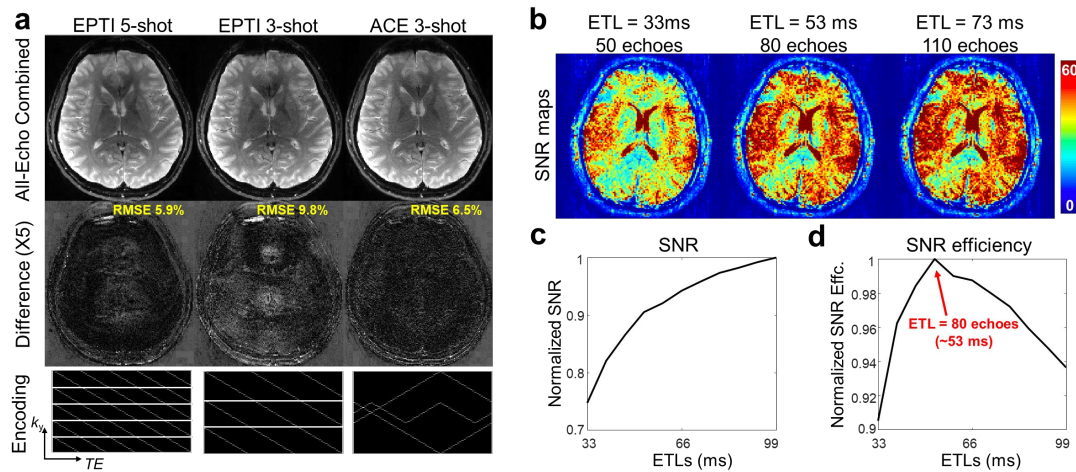 a
EPTI 5-shot EPTI 3-shot ACE 3-shot
All-Echo Combined
Difference (X5)
RMSE 5.9% RMSE 9.8% RMSE 6.5%
Encoding
ky
TE
b
ETL = 33ms ETL = 53 ms ETL = 73 ms
50 echoes 80 echoes 110 echoes
SNR maps
60
0
c
SNR
Normalized SNR
1
0.9
0.8
0.7
33 66 99
ETLs (ms)
d
SNR efficiency
Normalized SNR Effc.
1
0.98
0.96
0.94
0.92
0.9
ETL = 80 echoes
(~53 ms)
33 66 99
ETLs (ms)